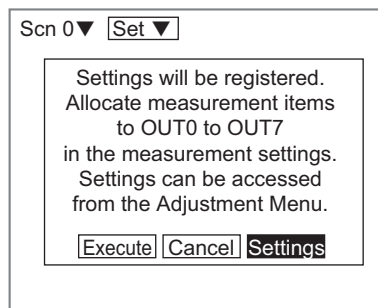 Scn 0▼ Set ▼
Settings will be registered.
Allocate measurement items
to OUT0 to OUT7
in the measurement settings.
Settings can be accessed
from the Adjustment Menu.
Execute Cancel Settings